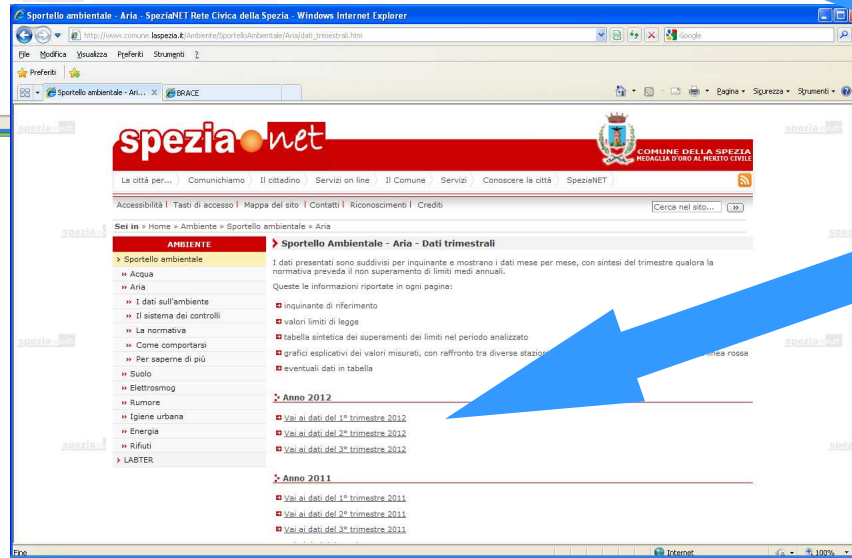 Sportello ambientale - Aria - SpeziaNET Rete Civica della Spezia - Windows Internet Explorer
http://www.comune.laspezia.it/Ambiente/SportelloAmbientale/Aria/dati_trimestrali.htm
Google
File Modifica Visualizza Preferiti Strumenti ?
Preferiti
Sportello ambientale - Ari... BRACE
Pagina Sicurezza Strumenti
spezia net
COMUNE DELLA SPEZIA
MEDAGLIA D'ORO AL MERITO CIVILE
La città per... Comunichiamo Il cittadino Servizi on line Il Comune Servizi Conoscere la città SpeziaNET
Accessibilità | Tasti di accesso | Mappa del sito | Contatti | Riconoscimenti | Crediti
Cerca nel sito... »
Sei in » Home » Ambiente » Sportello ambientale » Aria
AMBIENTE
> Sportello ambientale
» Acqua
» Aria
» I dati sull'ambiente
» Il sistema dei controlli
» La normativa
» Come comportarsi
» Per saperne di più
» Suolo
» Elettrosmog
» Rumore
» Igiene urbana
» Energia
» Rifiuti
> LABTER
Sportello Ambientale - Aria - Dati trimestrali
I dati presentati sono suddivisi per inquinante e mostrano i dati mese per mese, con sintesi del trimestre qualora la
normativa preveda il non superamento di limiti medi annuali.
Queste le informazioni riportate in ogni pagina:
inquinante di riferimento
valori limiti di legge
tabella sintetica dei superamenti dei limiti nel periodo analizzato
grafici esplicativi dei valori misurati, con raffronto tra diverse stazioni linea rossa
eventuali dati in tabella
Anno 2012
Vai ai dati del 1° trimestre 2012
Vai ai dati del 2° trimestre 2012
Vai ai dati del 3° trimestre 2012
Anno 2011
Vai ai dati del 1° trimestre 2011
Vai ai dati del 2° trimestre 2011
Vai ai dati del 3° trimestre 2011
Fine
Internet
100%